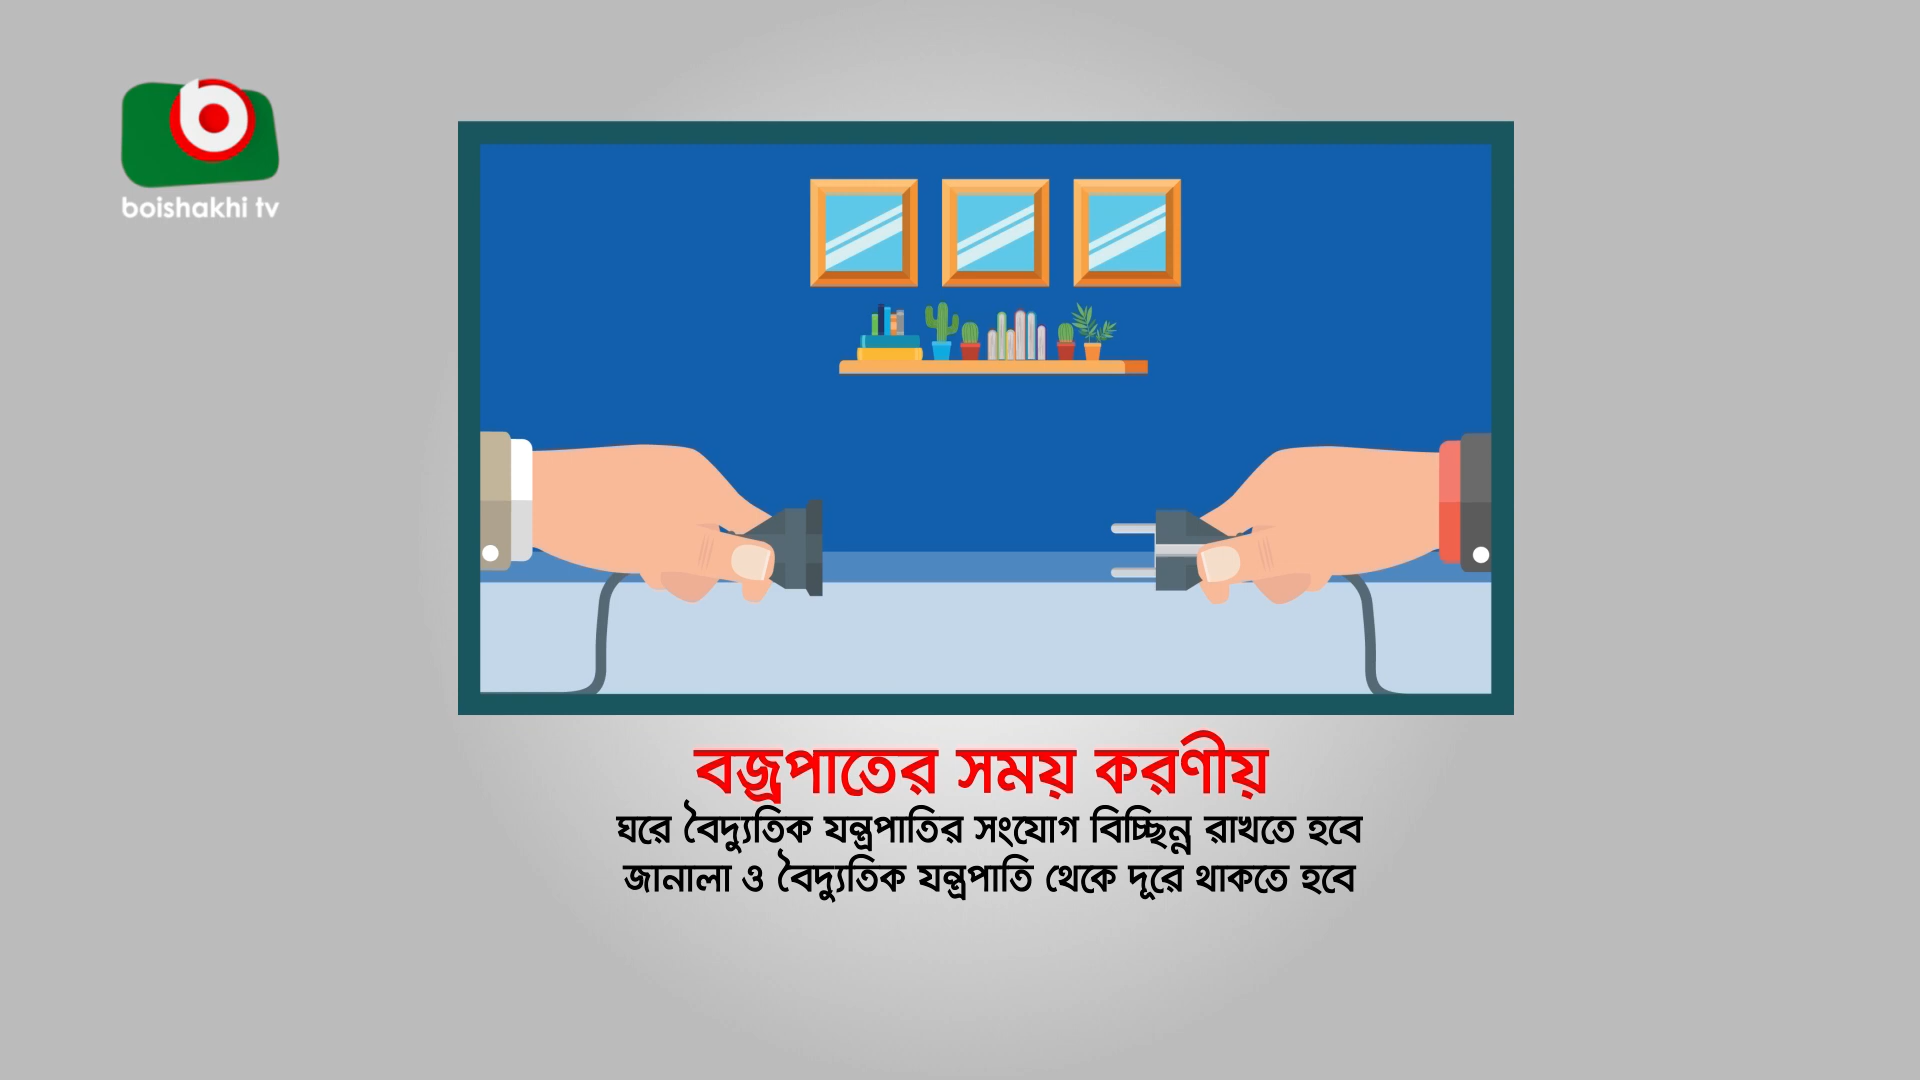 boishakhi tv
বজ্রপাতের সময় করণীয়
ঘরে বৈদ্যুতিক যন্ত্রপাতির সংযোগ বিচ্ছিন্ন রাখতে হবে
জানালা ও বৈদ্যুতিক যন্ত্রপাতি থেকে দূরে থাকতে হবে